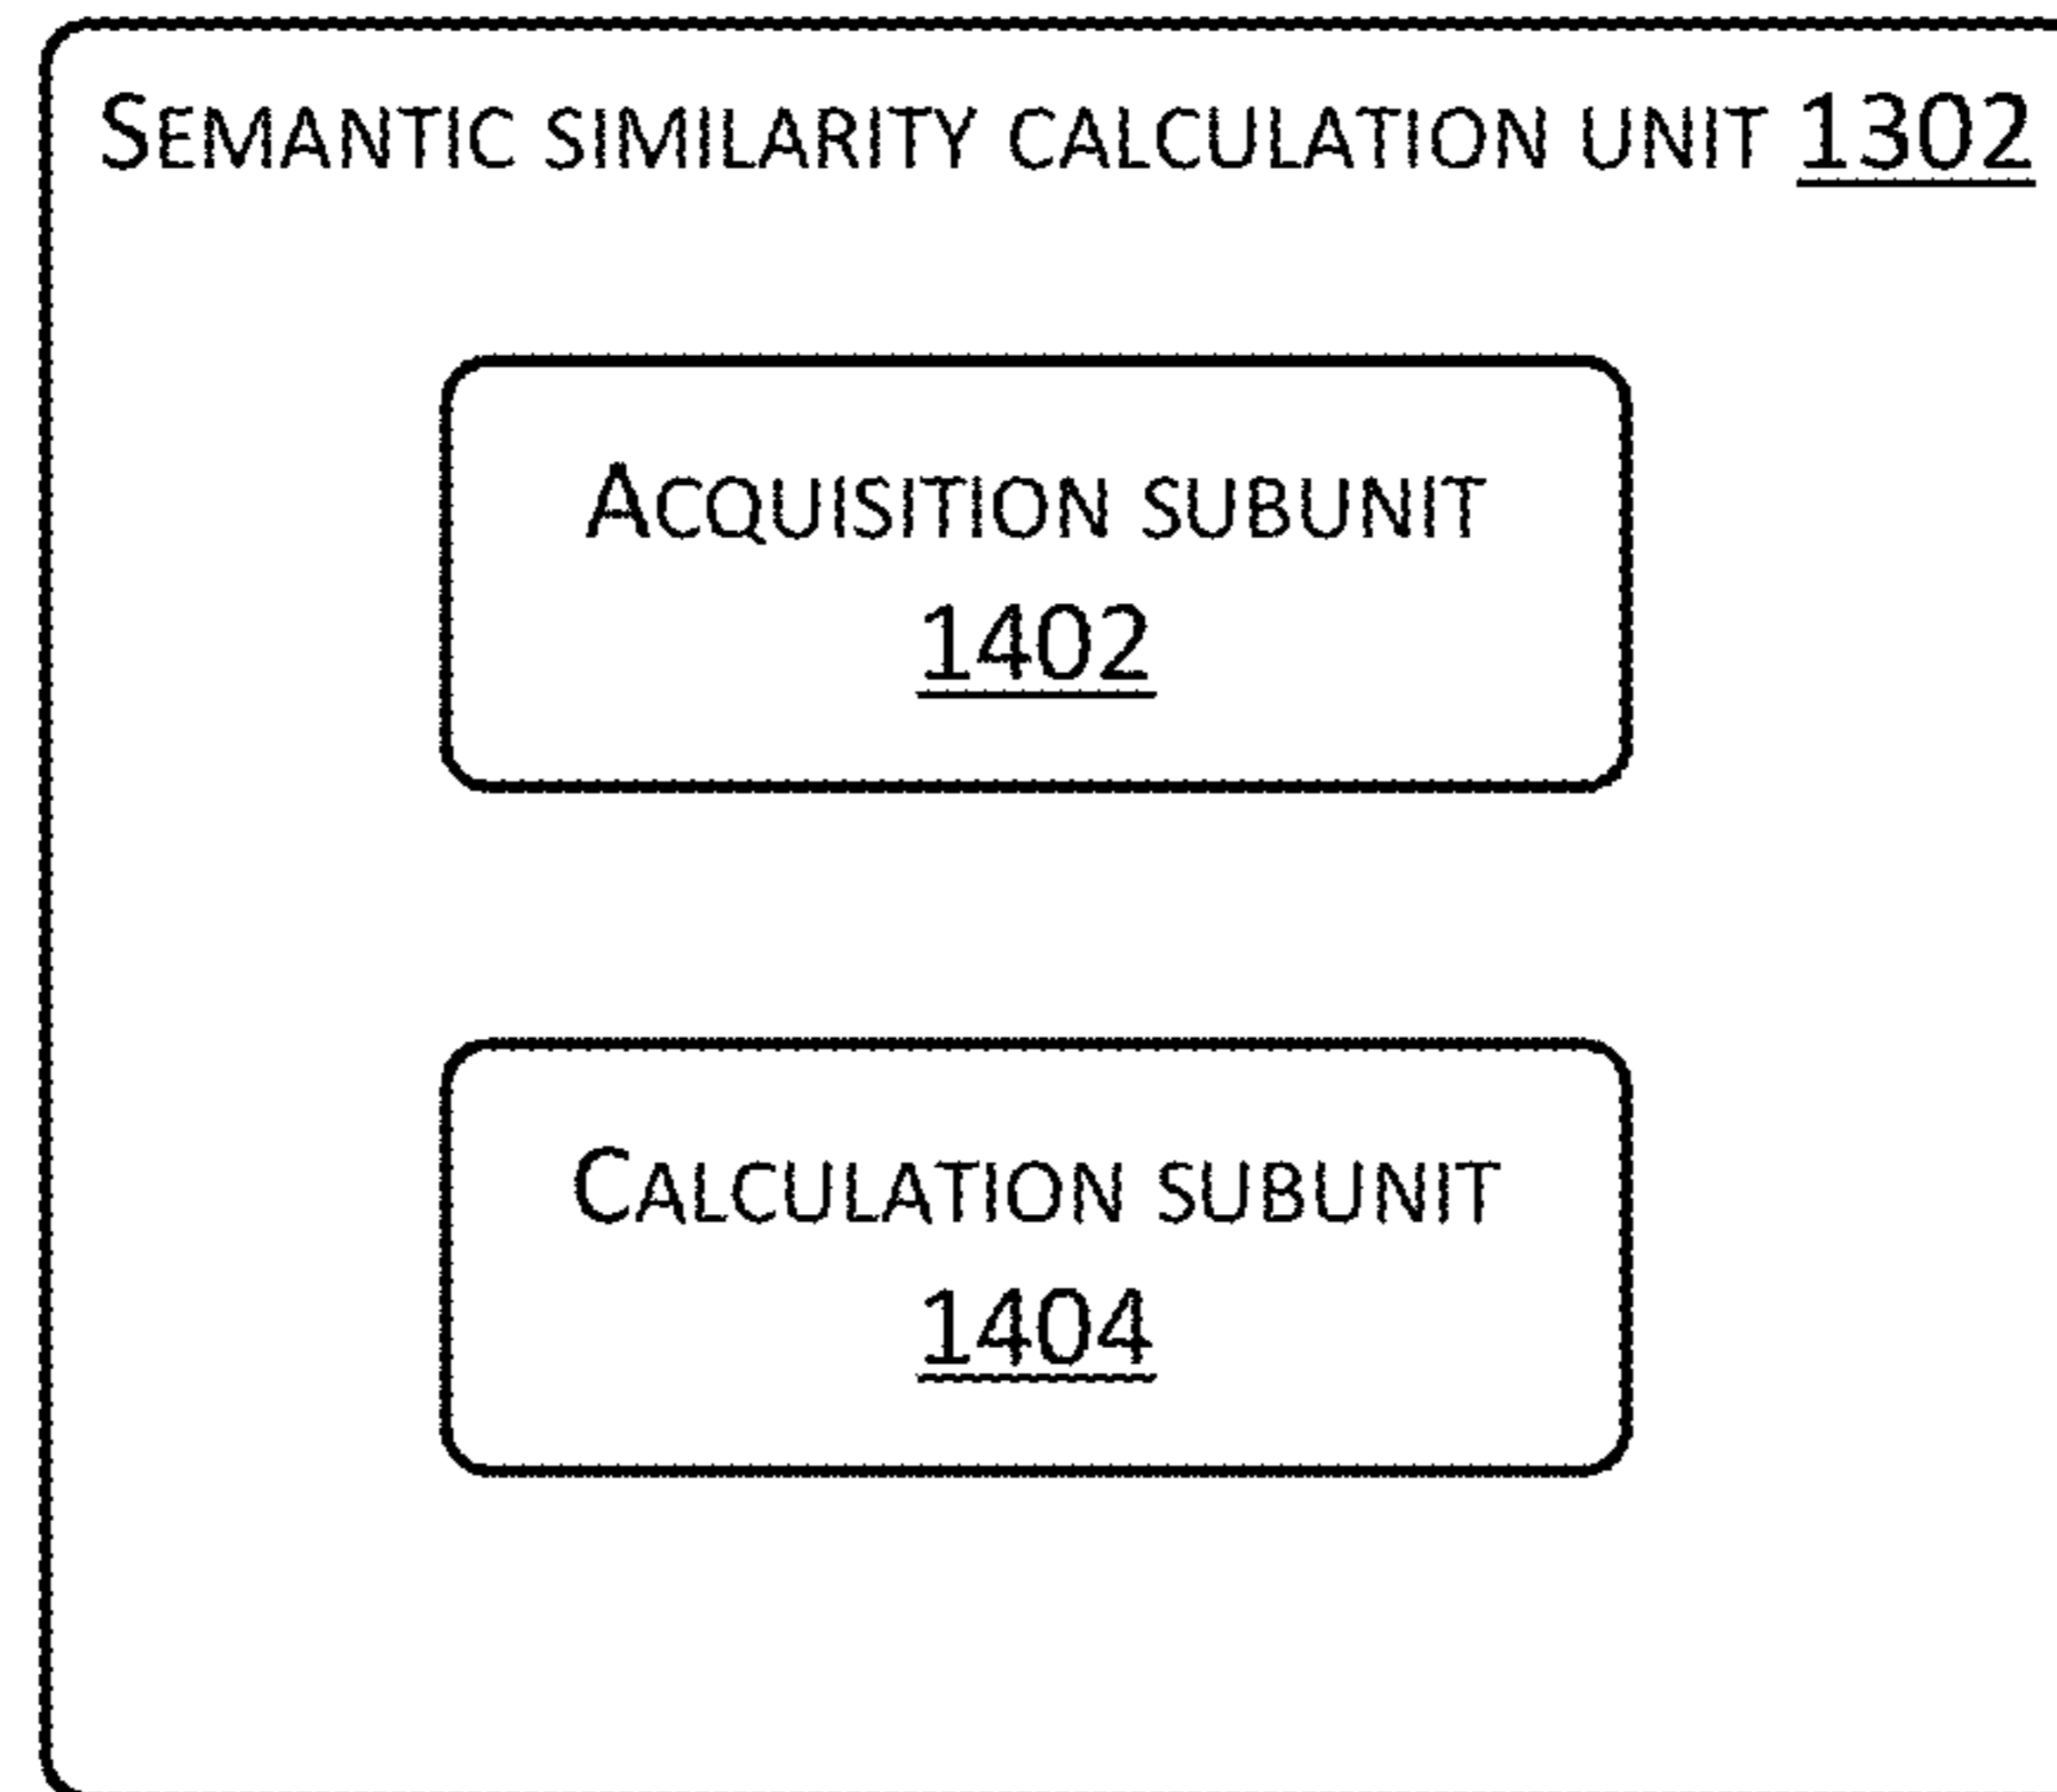 SEMANTIC SIMILARITY CALCULATION UNIT 1302
ACQUISITION SUBUNIT
1402
CALCULATION SUBUNIT
1404